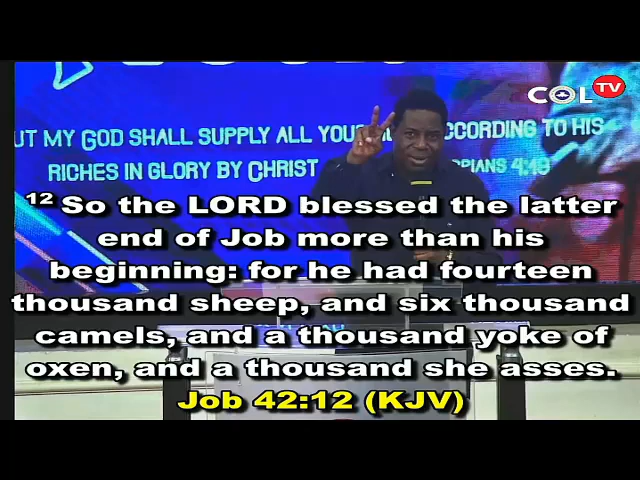 COL TV
UT MY GOD SHALL SUPPLY ALL YOU ACCORDING TO HIS
RICHES IN GLORY BY CHRIST PIANS 4:19
12 So the LORD blessed the latter
end of Job more than his
beginning: for he had fourteen
thousand sheep, and six thousand
camels, and a thousand yoke of
oxen, and a thousand she asses.
Job 42:12 (KJV)